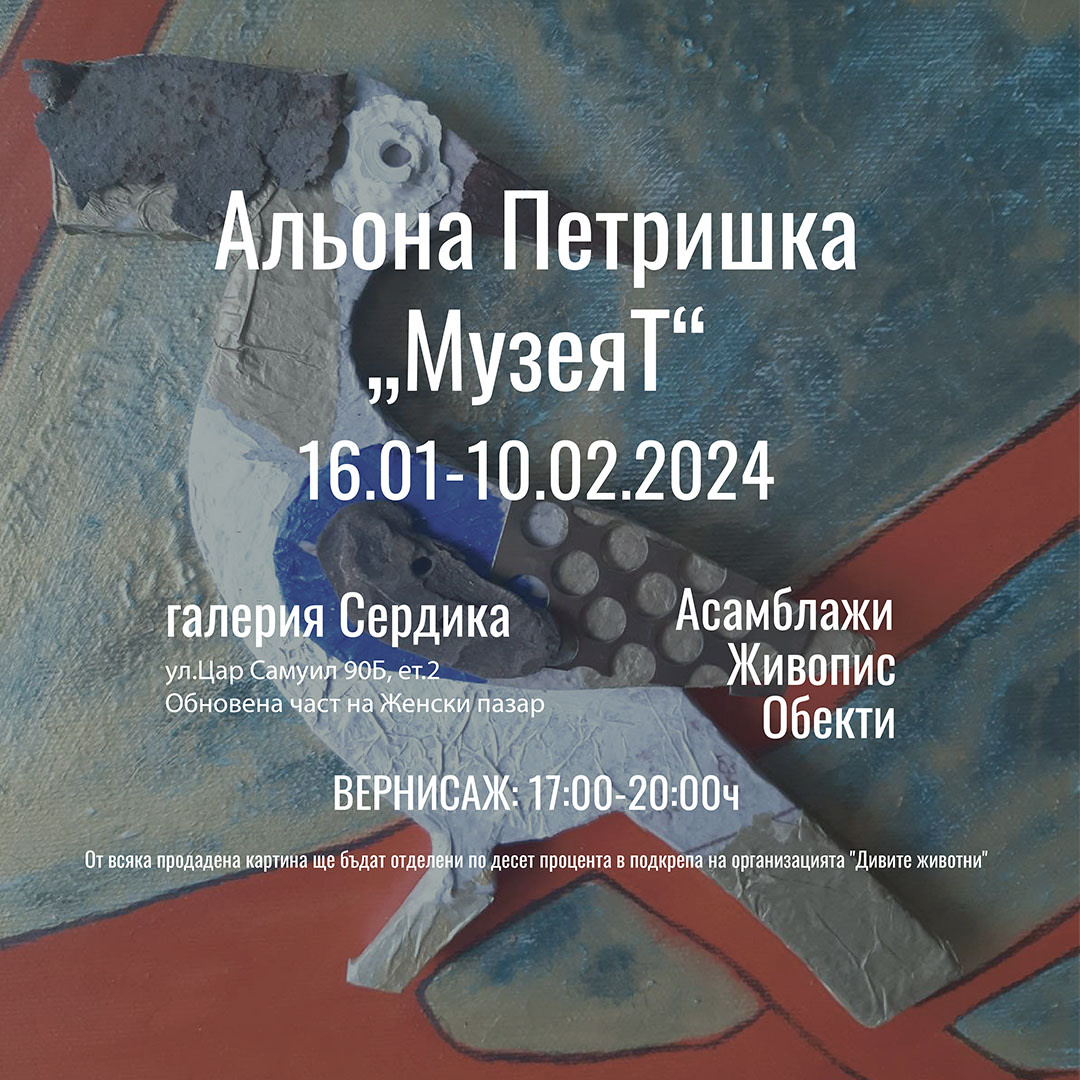 Альона Петришка
„МузеяТ“
16.01-10.02.2024
галерия Сердика
ул.Цар Самуил 90Б, ет.2
Обновена част на Женски пазар
Асамблажи
Живопис
Обекти
ВЕРНИСАЖ: 17:00-20:00ч
От всяка продадена картина ще бъдат отделени по десет процента в подкрепа на организацията "Дивите животни"